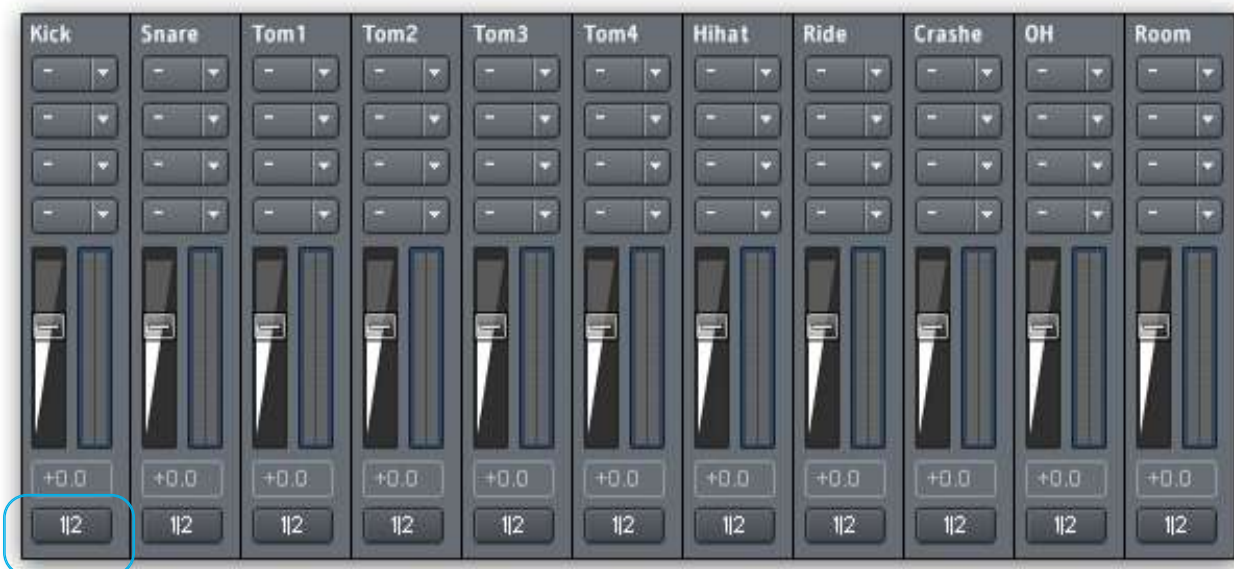 Kick Snare Tom1 Tom2 Tom3 Tom4 Hihat Ride Crashe OH Room
- - - - - - - - - - -
- - - - - - - - - - -
- - - - - - - - - - -
- - - - - - - - - - -
+0.0 +0.0 +0.0 +0.0 +0.0 +0.0 +0.0 +0.0 +0.0 +0.0 +0.0
1|2 1|2 1|2 1|2 1|2 1|2 1|2 1|2 1|2 1|2 1|2